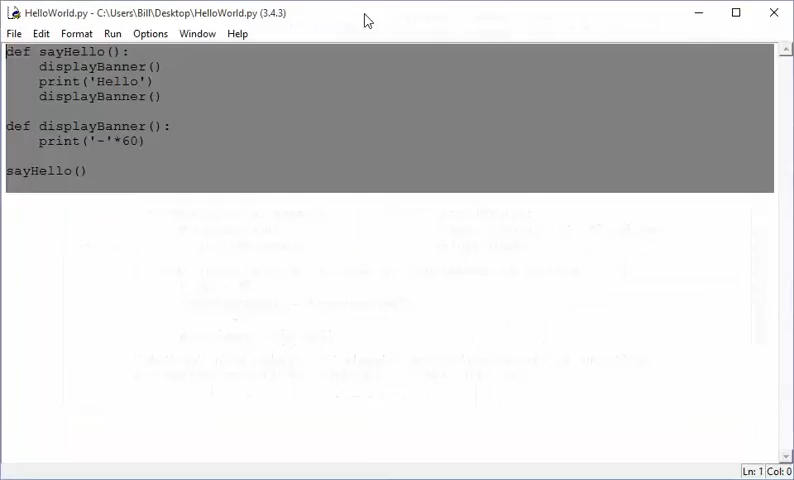 HelloWorld.py - C:\Users\Bill\Desktop\HelloWorld.py (3.4.3)
File Edit Format Run Options Window Help
def sayHello():
    displayBanner()
    print('Hello')
    displayBanner()
def displayBanner():
    print('-'*60)
sayHello()
Ln: 1 Col: 0